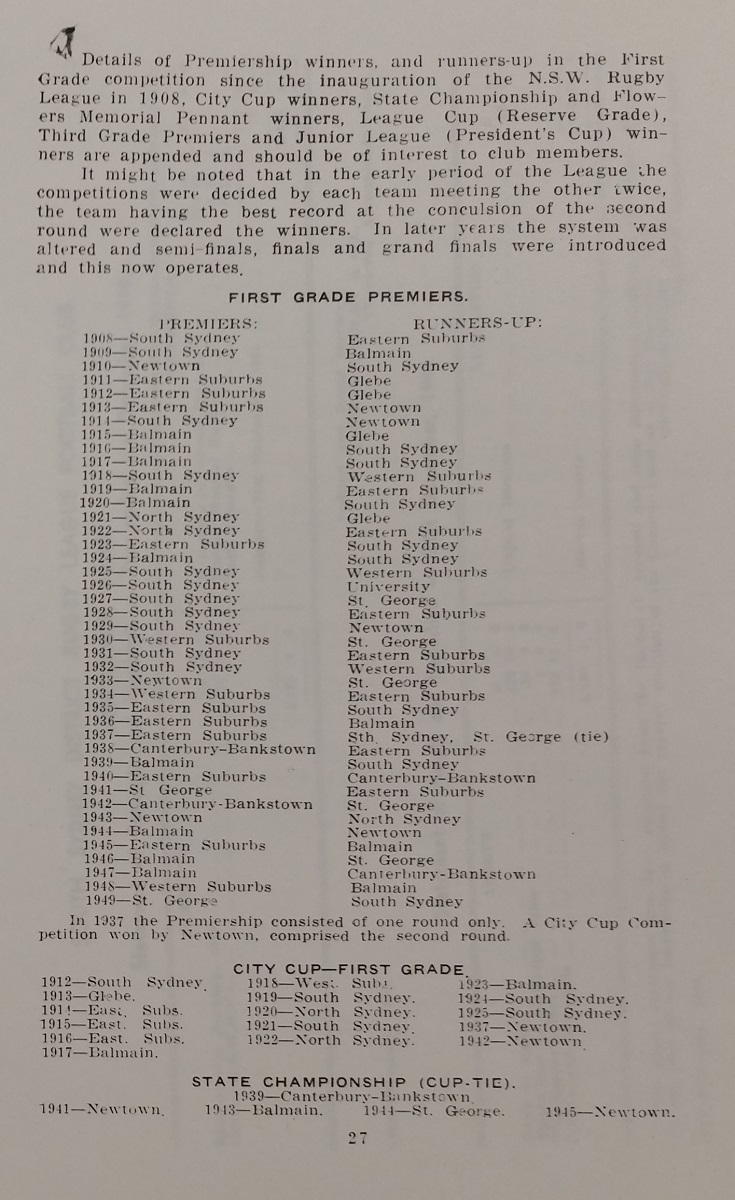 Details of Premiership winners, and runners-up in the First
Grade competition since the inauguration of the N.S.W. Rugby
League in 1908, City Cup winners, State Championship and Flow-
ers Memorial Pennant winners, League Cup (Reserve Grade),
Third Grade Premiers and Junior League (President's Cup) win-
ners are appended and should be of interest to club members.
It might be noted that in the early period of the League the
competitions were decided by each team meeting the other twice,
the team having the best record at the conculsion of the second
round were declared the winners. In later years the system was
altered and semi-finals, finals and grand finals were introduced
and this now operates.
FIRST GRADE PREMIERS.
PREMIERS: RUNNERS-UP:
1908—South Sydney Eastern Suburbs
1909—South Sydney Balmain
1910—Newtown South Sydney
1911—Eastern Suburbs Glebe
1912—Eastern Suburbs Glebe
1913—Eastern Suburbs Newtown
1914—South Sydney Newtown
1915—Balmain Glebe
1916—Balmain South Sydney
1917—Balmain South Sydney
1918—South Sydney Western Suburbs
1919—Balmain Eastern Suburbs
1920—Balmain South Sydney
1921—North Sydney Glebe
1922—North Sydney Eastern Suburbs
1923—Eastern Suburbs South Sydney
1924—Balmain South Sydney
1925—South Sydney Western Suburbs
1926—South Sydney University
1927—South Sydney St. George
1928—South Sydney Eastern Suburbs
1929—South Sydney Newtown
1930—Western Suburbs St. George
1931—South Sydney Eastern Suburbs
1932—South Sydney Western Suburbs
1933—Newtown St. George
1934—Western Suburbs Eastern Suburbs
1935—Eastern Suburbs South Sydney
1936—Eastern Suburbs Balmain
1937—Eastern Suburbs Sth. Sydney, St. George (tie)
1938—Canterbury-Bankstown Eastern Suburbs
1939—Balmain South Sydney
1940—Eastern Suburbs Canterbury-Bankstown
1941—St George Eastern Suburbs
1942—Canterbury-Bankstown St. George
1943—Newtown North Sydney
1944—Balmain Newtown
1945—Eastern Suburbs Balmain
1946—Balmain St. George
1947—Balmain Canterbury-Bankstown
1948—Western Suburbs Balmain
1949—St. George South Sydney
In 1937 the Premiership consisted of one round only. A City Cup Com-
petition won by Newtown, comprised the second round.
CITY CUP—FIRST GRADE.
1912—South Sydney. 1918—West. Subs. 1923—Balmain.
1913—Glebe. 1919—South Sydney. 1924—South Sydney.
1914—East. Subs. 1920—North Sydney. 1925—South Sydney.
1915—East. Subs. 1921—South Sydney. 1937—Newtown.
1916—East. Subs. 1922—North Sydney. 1942—Newtown.
1917—Balmain.
STATE CHAMPIONSHIP (CUP-TIE).
1939—Canterbury-Bankstown.
1941—Newtown. 1943—Balmain. 1944—St. George. 1945—Newtown.
27